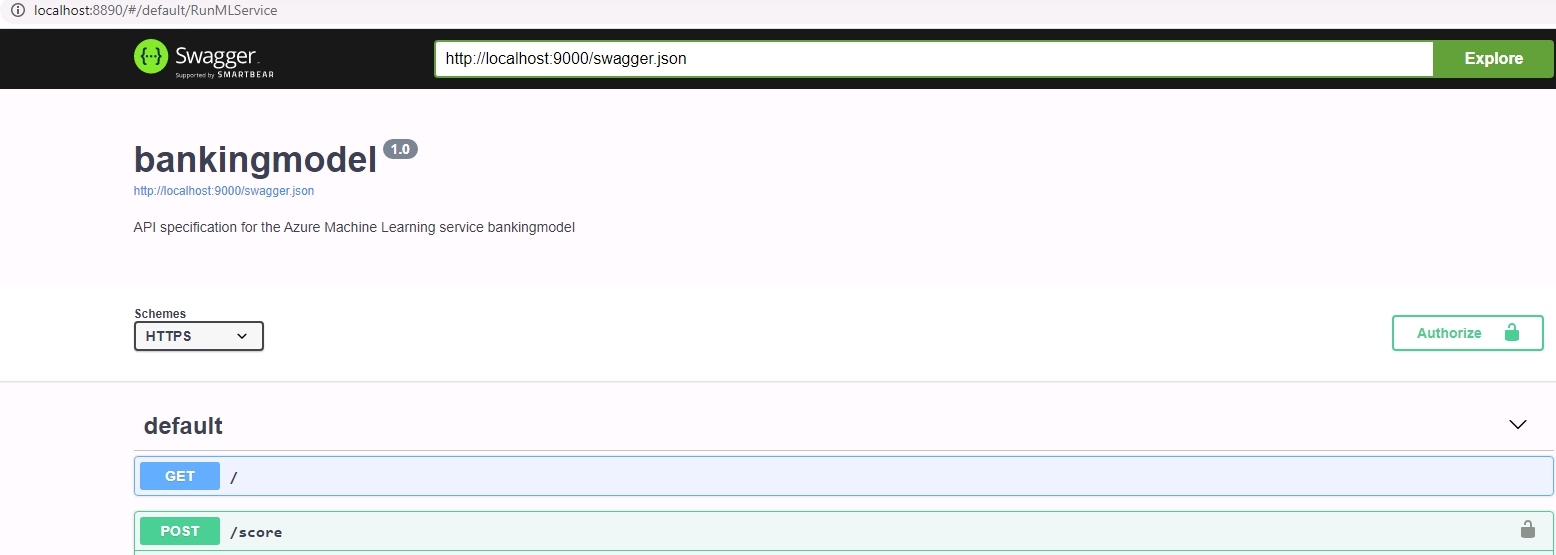 localhost:8890/#/default/RunMLService
Swagger
Supported by SMARTBEAR
http://localhost:9000/swagger.json
Explore
bankingmodel 1.0
http://localhost:9000/swagger.json
API specification for the Azure Machine Learning service bankingmodel
Schemes
HTTPS
Authorize
default
GET /
POST /score